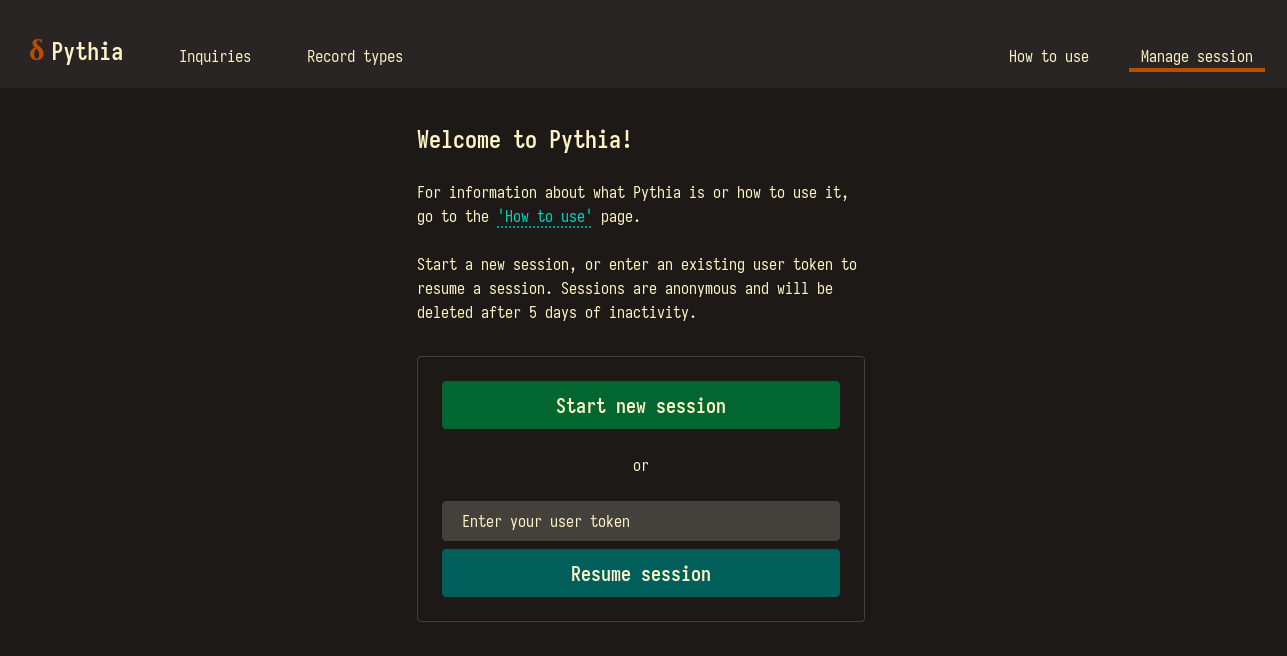 δ Pythia
Inquiries
Record types
How to use
Manage session
Welcome to Pythia!
For information about what Pythia is or how to use it,
go to the 'How to use' page.
Start a new session, or enter an existing user token to
resume a session. Sessions are anonymous and will be
deleted after 5 days of inactivity.
Start new session
or
Enter your user token
Resume session